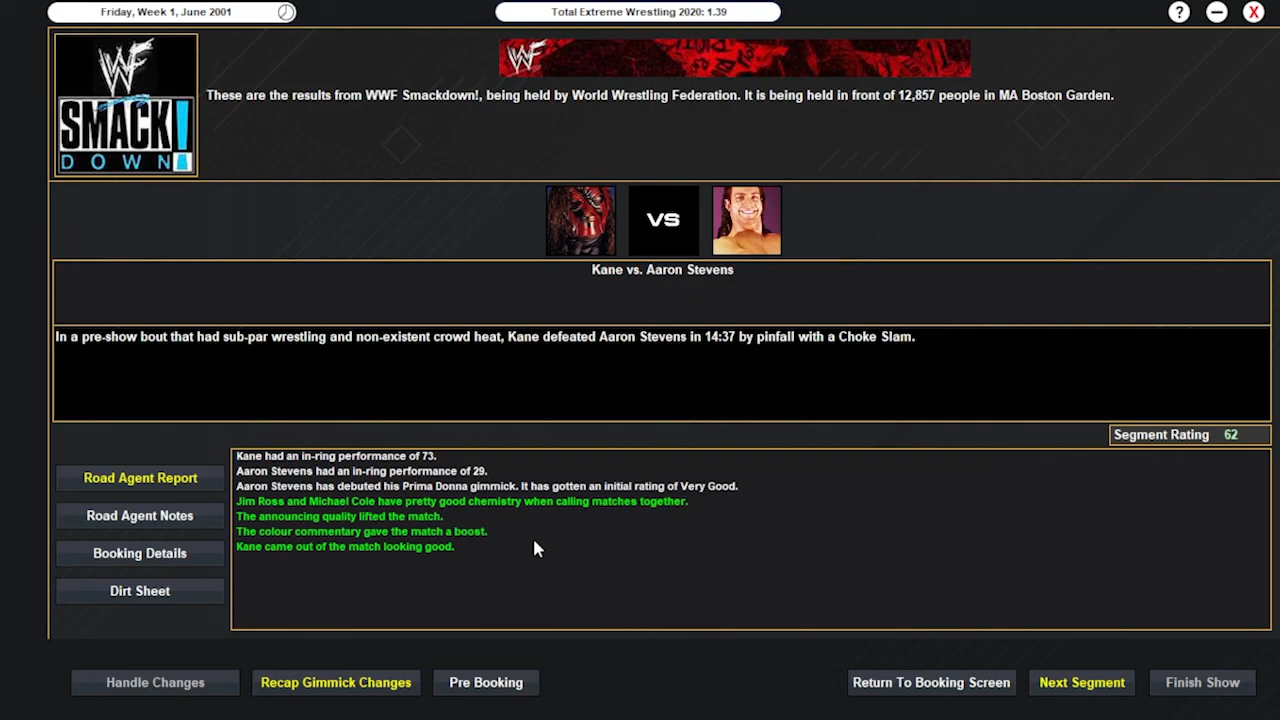 Friday, Week 1, June 2001
Total Extreme Wrestling 2020: 1.39
?
X
WF
SMACK!
DOWN
These are the results from WWF Smackdown!, being held by World Wrestling Federation. It is being held in front of 12,857 people in MA Boston Garden.
VS
Kane vs. Aaron Stevens
In a pre-show bout that had sub-par wrestling and non-existent crowd heat, Kane defeated Aaron Stevens in 14:37 by pinfall with a Choke Slam.
Segment Rating 62
Road Agent Report
Road Agent Notes
Booking Details
Dirt Sheet
Kane had an in-ring performance of 73.
Aaron Stevens had an in-ring performance of 29.
Aaron Stevens has debuted his Prima Donna gimmick. It has gotten an initial rating of Very Good.
Jim Ross and Michael Cole have pretty good chemistry when calling matches together.
The announcing quality lifted the match.
The colour commentary gave the match a boost.
Kane came out of the match looking good.
Handle Changes
Recap Gimmick Changes
Pre Booking
Return To Booking Screen
Next Segment
Finish Show